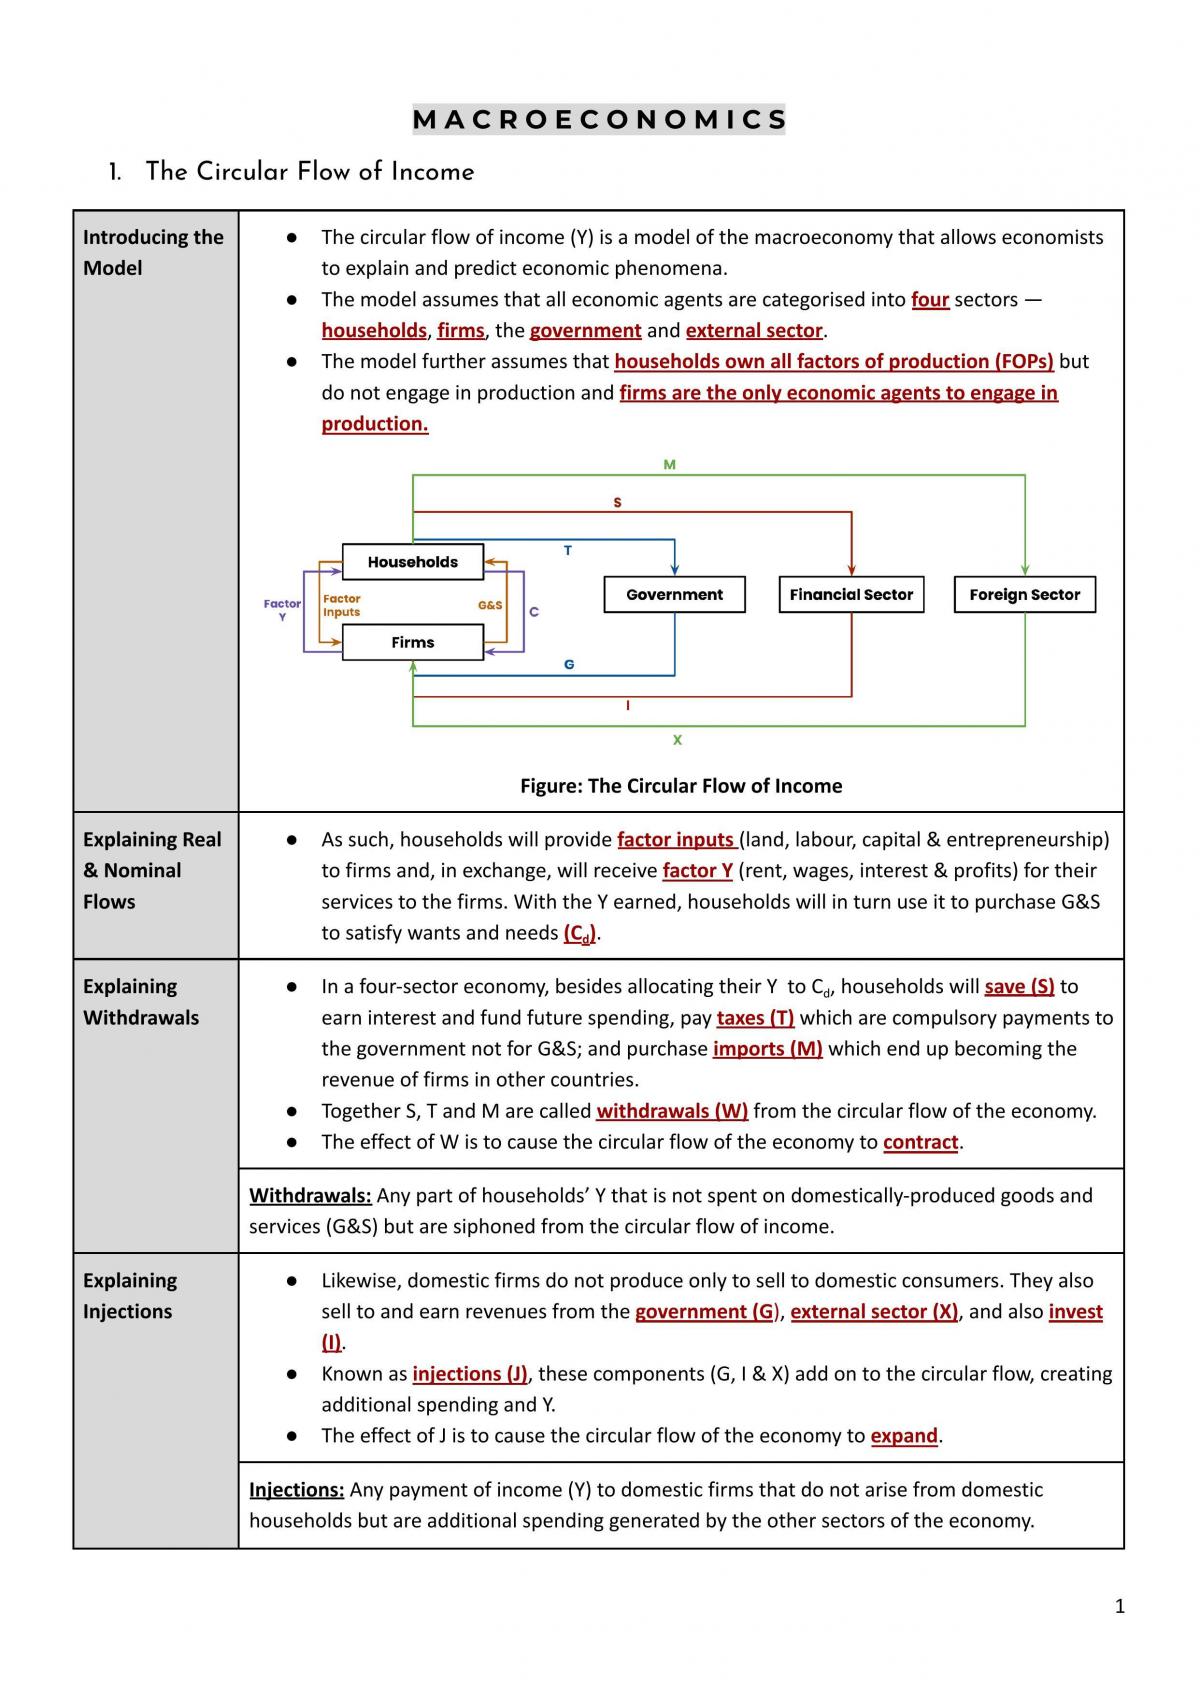 MACROECONOMICS
1. The Circular Flow of Income
Introducing the
Model
● The circular flow of income (Y) is a model of the macroeconomy that allows economists
to explain and predict economic phenomena.
● The model assumes that all economic agents are categorised into four sectors —
households, firms, the government and external sector.
● The model further assumes that households own all factors of production (FOPs) but
do not engage in production and firms are the only economic agents to engage in
production.
M
S
T
Households
Factor
Y
Factor
Inputs
G&S
C
Government
Financial Sector
Foreign Sector
Firms
G
I
X
Figure: The Circular Flow of Income
Explaining Real
& Nominal
Flows
● As such, households will provide factor inputs (land, labour, capital & entrepreneurship)
to firms and, in exchange, will receive factor Y (rent, wages, interest & profits) for their
services to the firms. With the Y earned, households will in turn use it to purchase G&S
to satisfy wants and needs (Cd).
Explaining
Withdrawals
● In a four-sector economy, besides allocating their Y to Cd, households will save (S) to
earn interest and fund future spending, pay taxes (T) which are compulsory payments to
the government not for G&S; and purchase imports (M) which end up becoming the
revenue of firms in other countries.
● Together S, T and M are called withdrawals (W) from the circular flow of the economy.
● The effect of W is to cause the circular flow of the economy to contract.
Withdrawals: Any part of households’ Y that is not spent on domestically-produced goods and
services (G&S) but are siphoned from the circular flow of income.
Explaining
Injections
● Likewise, domestic firms do not produce only to sell to domestic consumers. They also
sell to and earn revenues from the government (G), external sector (X), and also invest
(I).
● Known as injections (J), these components (G, I & X) add on to the circular flow, creating
additional spending and Y.
● The effect of J is to cause the circular flow of the economy to expand.
Injections: Any payment of income (Y) to domestic firms that do not arise from domestic
households but are additional spending generated by the other sectors of the economy.
1